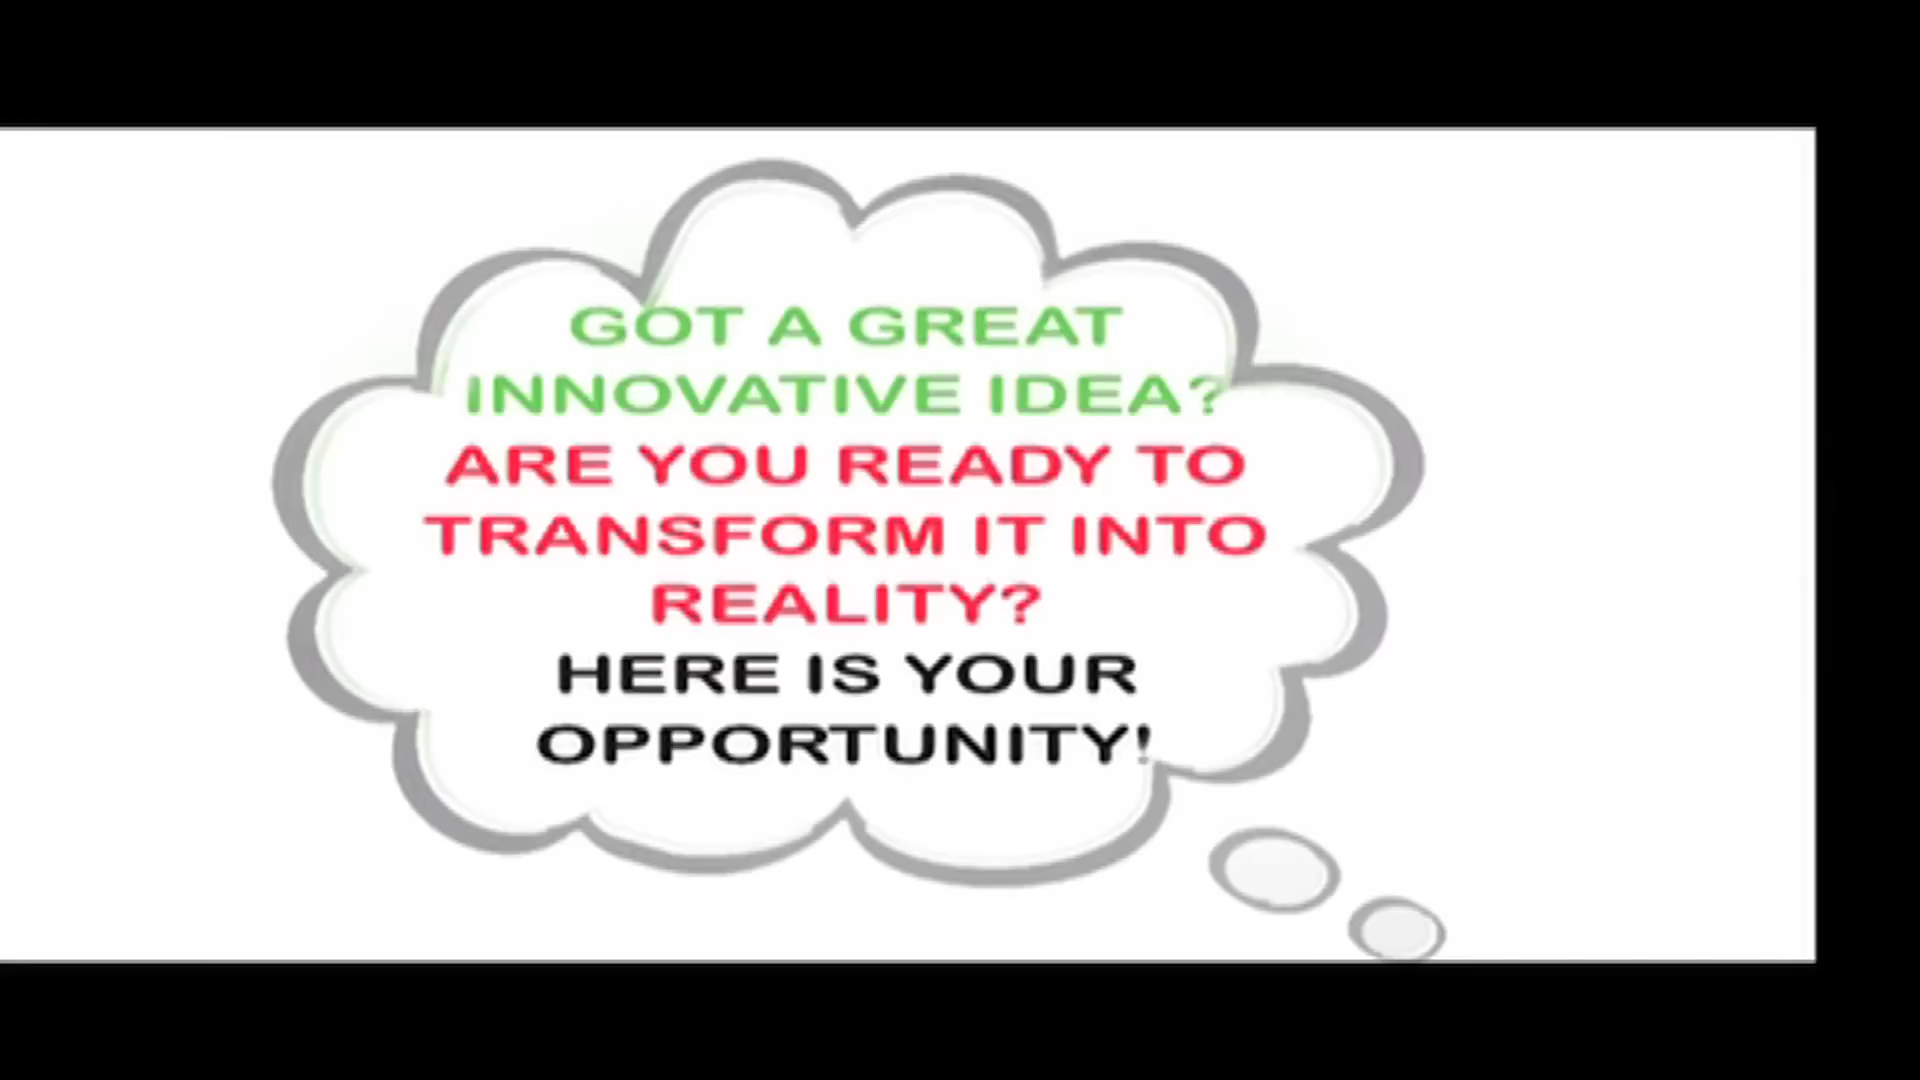 GOT A GREAT
INNOVATIVE IDEA?
ARE YOU READY TO
TRANSFORM IT INTO
REALITY?
HERE IS YOUR
OPPORTUNITY!